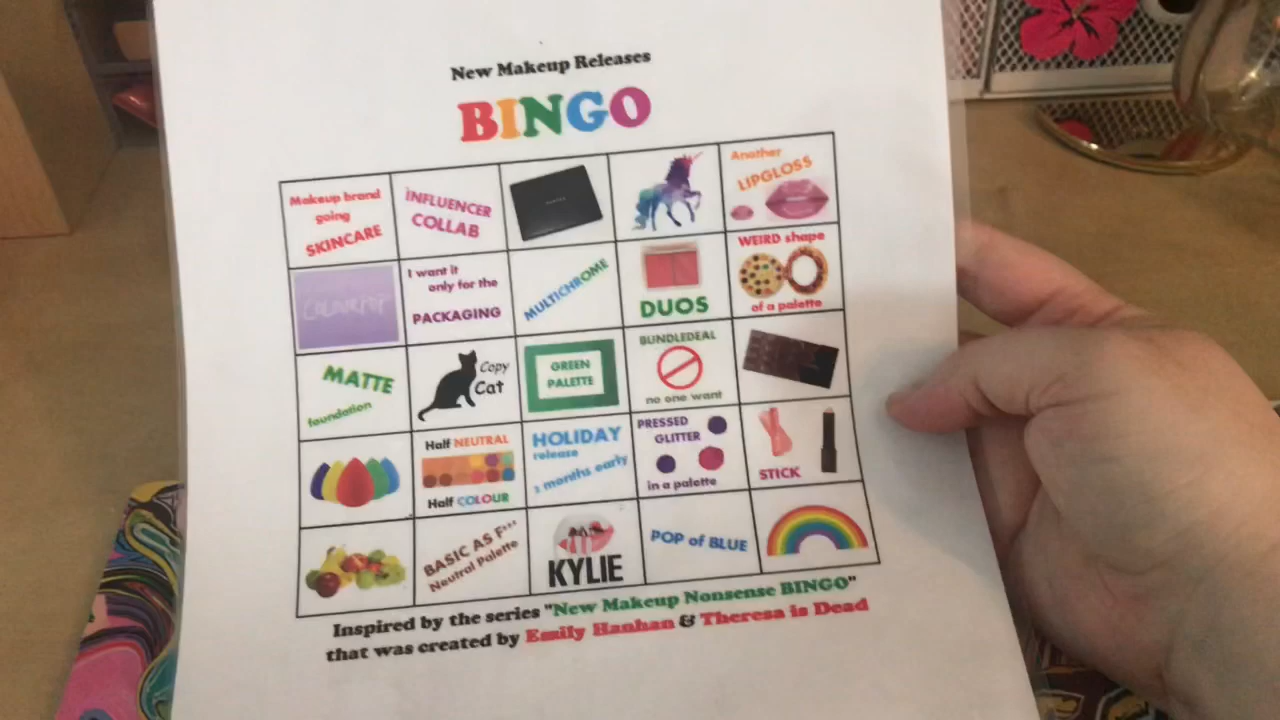 New Makeup Releases
BINGO
Makeup brand
going
SKINCARE
INFLUENCER
COLLAB
Another
LIPGLOSS
COLOURPOP
I want it
only for the
PACKAGING
MULTICHROME
DUOS
WEIRD shape
of a palette
MATTE
foundation
Copy
Cat
GREEN
PALETTE
BUNDLEDEAL
no one want
Half NEUTRAL
Half COLOUR
HOLIDAY
release
3 months early
PRESSED
GLITTER
in a palette
STICK
BASIC AS F***
Neutral Palette
KYLIE
POP of BLUE
Inspired by the series "New Makeup Nonsense BINGO"
that was created by Emily Hanhan & Theresa is Dead